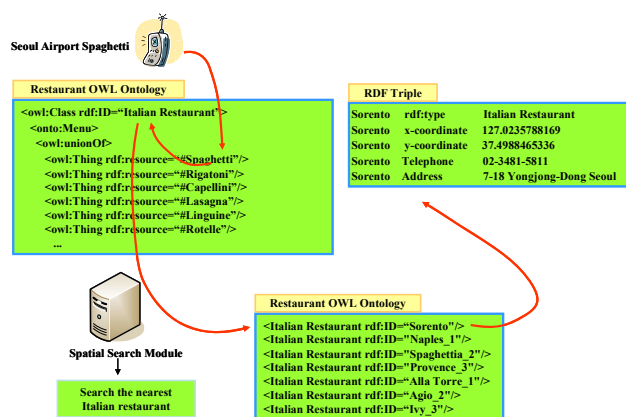 Seoul Airport Spaghetti
Restaurant OWL Ontology
<owl:Class rdf:ID=“Italian Restaurant”>
<onto:Menu>
<owl:unionOf>
<owl:Thing rdf:resource=“#Spaghetti”/>
<owl:Thing rdf:resource=“#Rigatoni”/>
<owl:Thing rdf:resource=“#Capellini”/>
<owl:Thing rdf:resource=“#Lasagna”/>
<owl:Thing rdf:resource=“#Linguine”/>
<owl:Thing rdf:resource=“#Rotelle”/>
...
RDF Triple
Sorento rdf:type Italian Restaurant
Sorento x-coordinate 127.0235788169
Sorento y-coordinate 37.4988465336
Sorento Telephone 02-3481-5811
Sorento Address 7-18 Yongjong-Dong Seoul
Spatial Search Module
Search the nearest
Italian restaurant
Restaurant OWL Ontology
<Italian Restaurant rdf:ID=“Sorento”/>
<Italian Restaurant rdf:ID="Naples_1"/>
<Italian Restaurant rdf:ID="Spaghettia_2"/>
<Italian Restaurant rdf:ID="Provence_3"/>
<Italian Restaurant rdf:ID=“Alla Torre_1”/>
<Italian Restaurant rdf:ID=“Agio_2”/>
<Italian Restaurant rdf:ID=“Ivy_3”/>